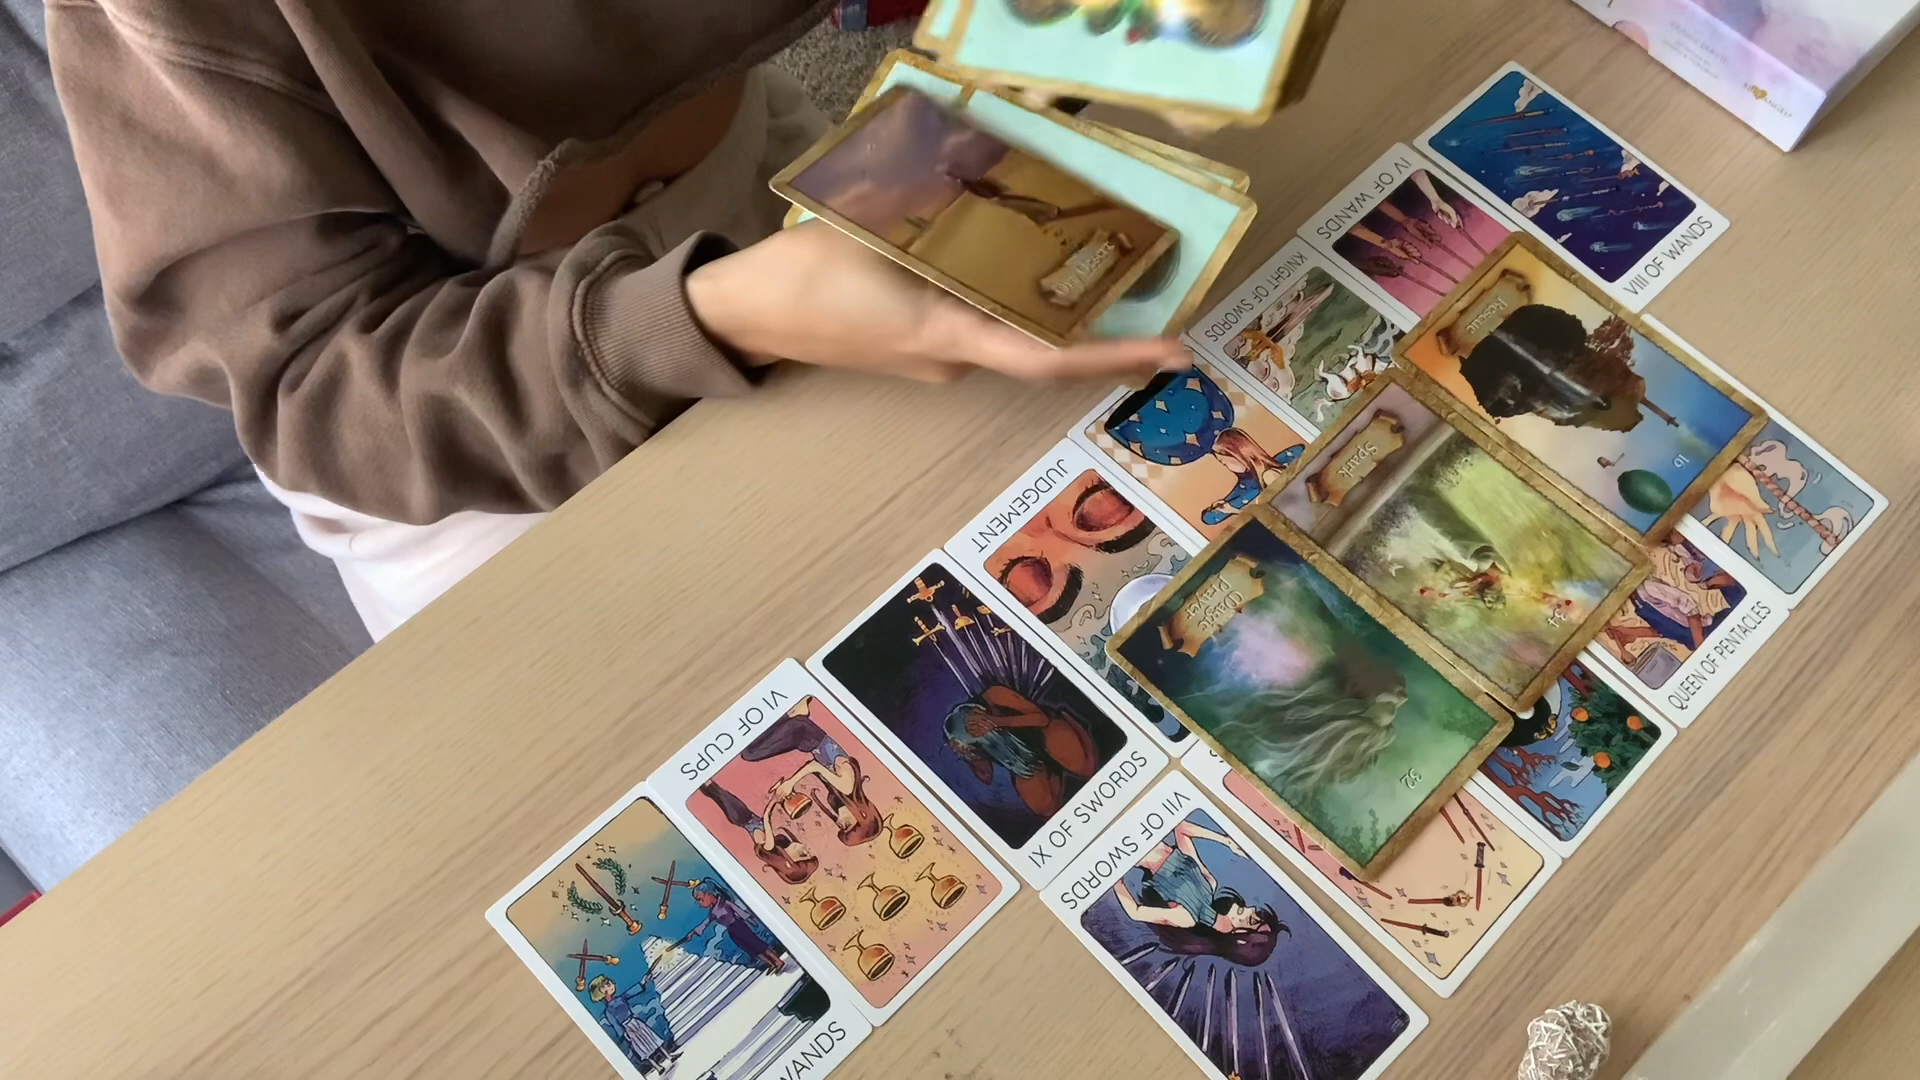 VIII OF WANDS
IV OF WANDS
KNIGHT OF SWORDS
Rescue
16
Spark
34
Magic
Prayer
32
JUDGEMENT
QUEEN OF PENTACLES
IX OF SWORDS
VI OF CUPS
VII OF SWORDS
WANDS